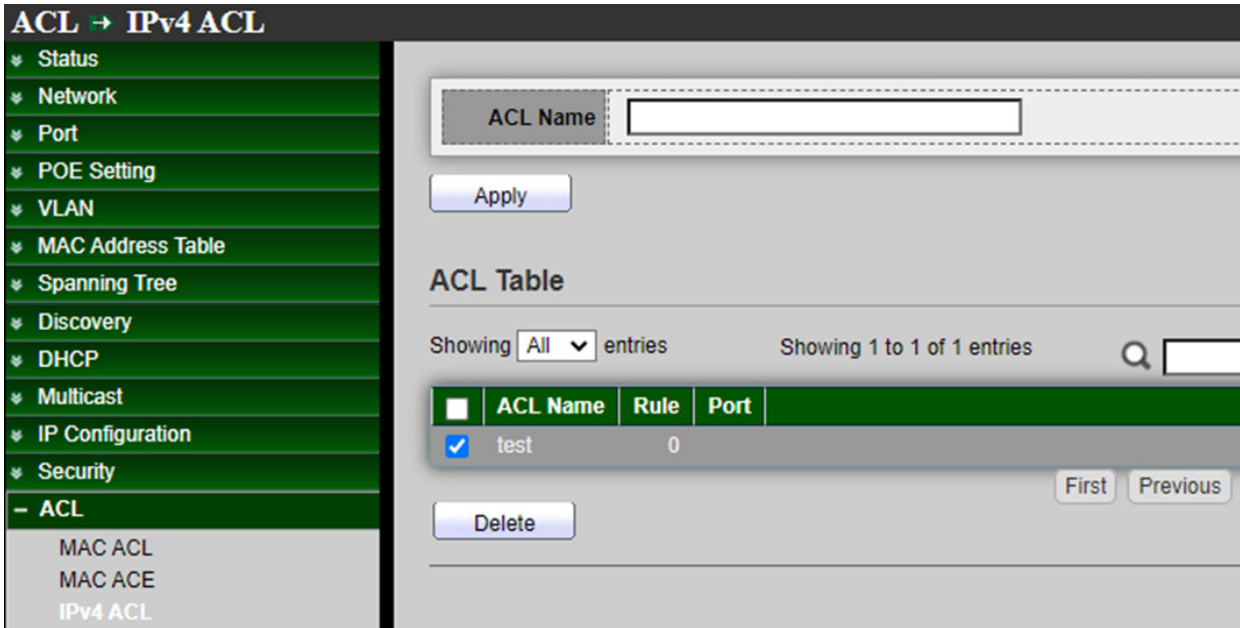 ACL → IPv4 ACL
Status
Network
Port
POE Setting
VLAN
MAC Address Table
Spanning Tree
Discovery
DHCP
Multicast
IP Configuration
Security
ACL
MAC ACL
MAC ACE
IPv4 ACL
ACL Name
Apply
ACL Table
Showing All entries Showing 1 to 1 of 1 entries
ACL Name Rule Port
test 0
First Previous
Delete